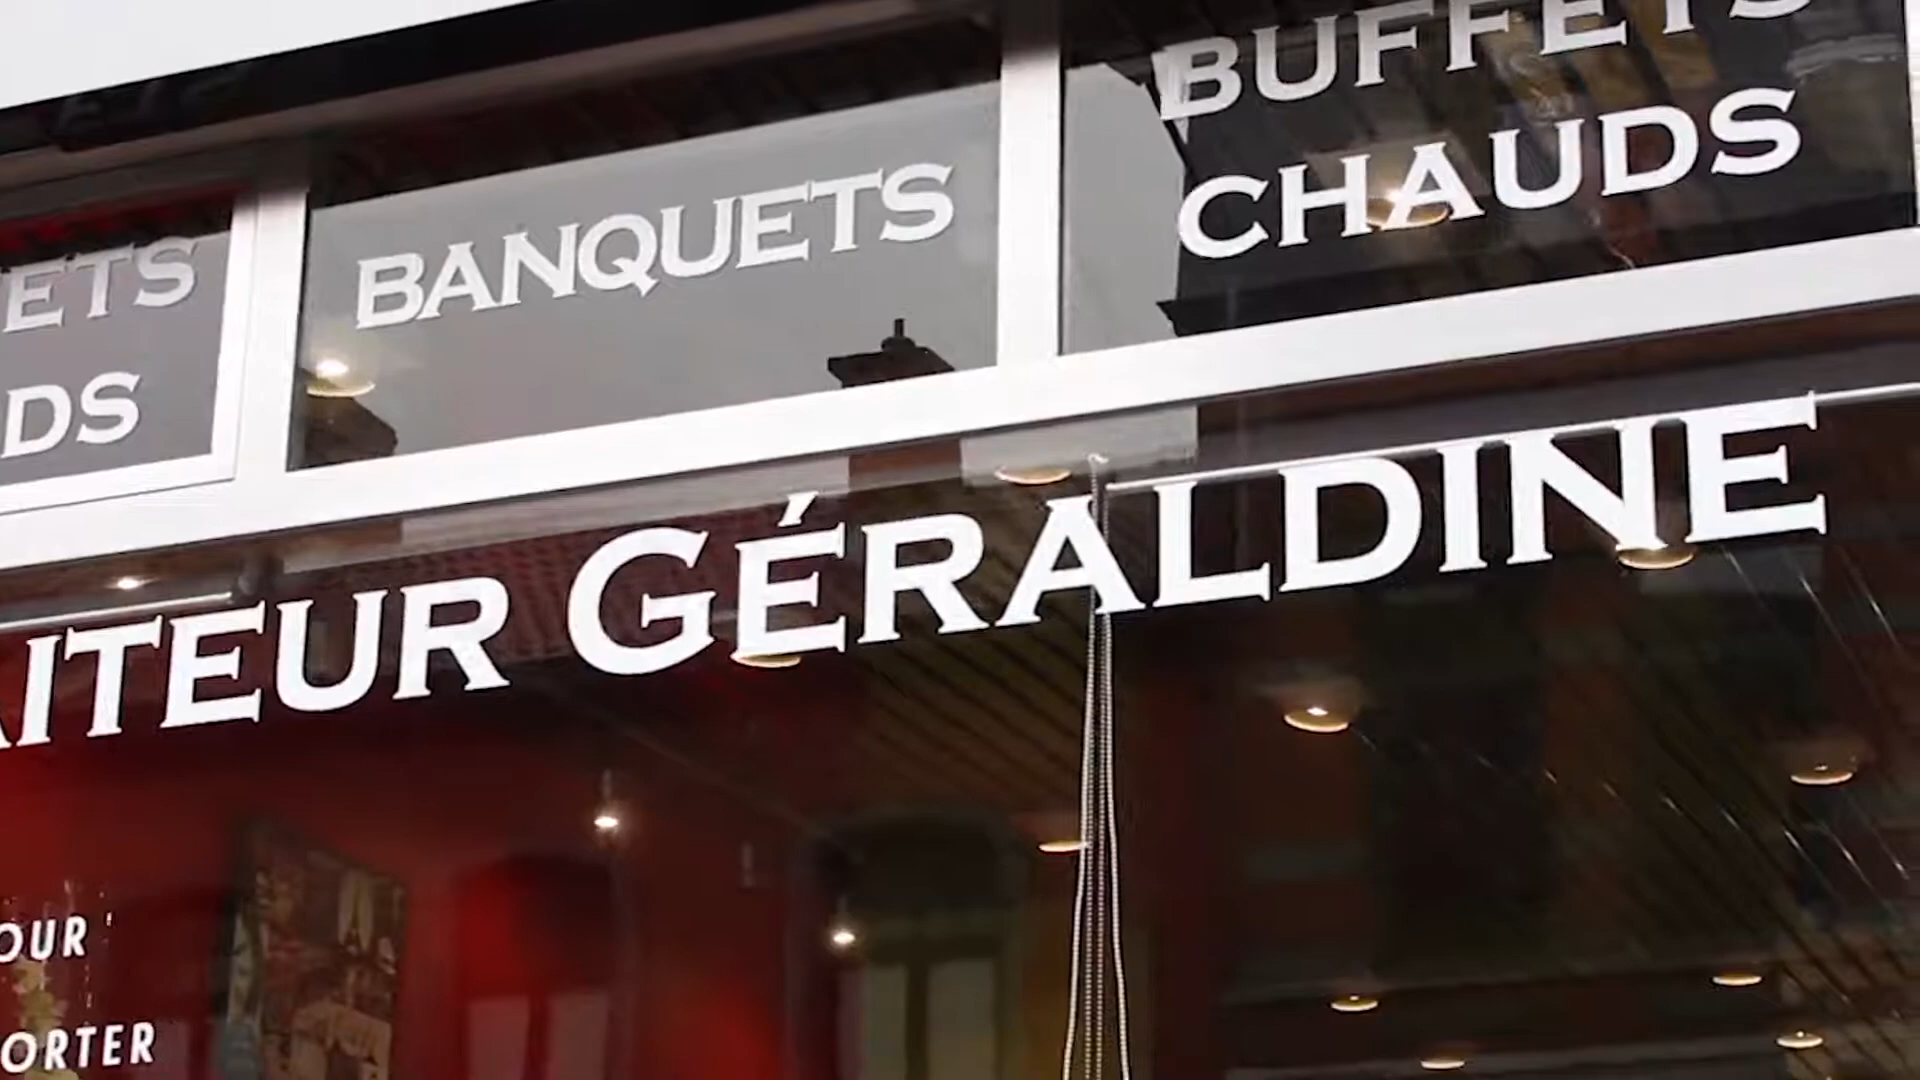 ETS
DS
BANQUETS
BUFFETS
CHAUDS
AITEUR GÉRALDINE
OUR
ORTER